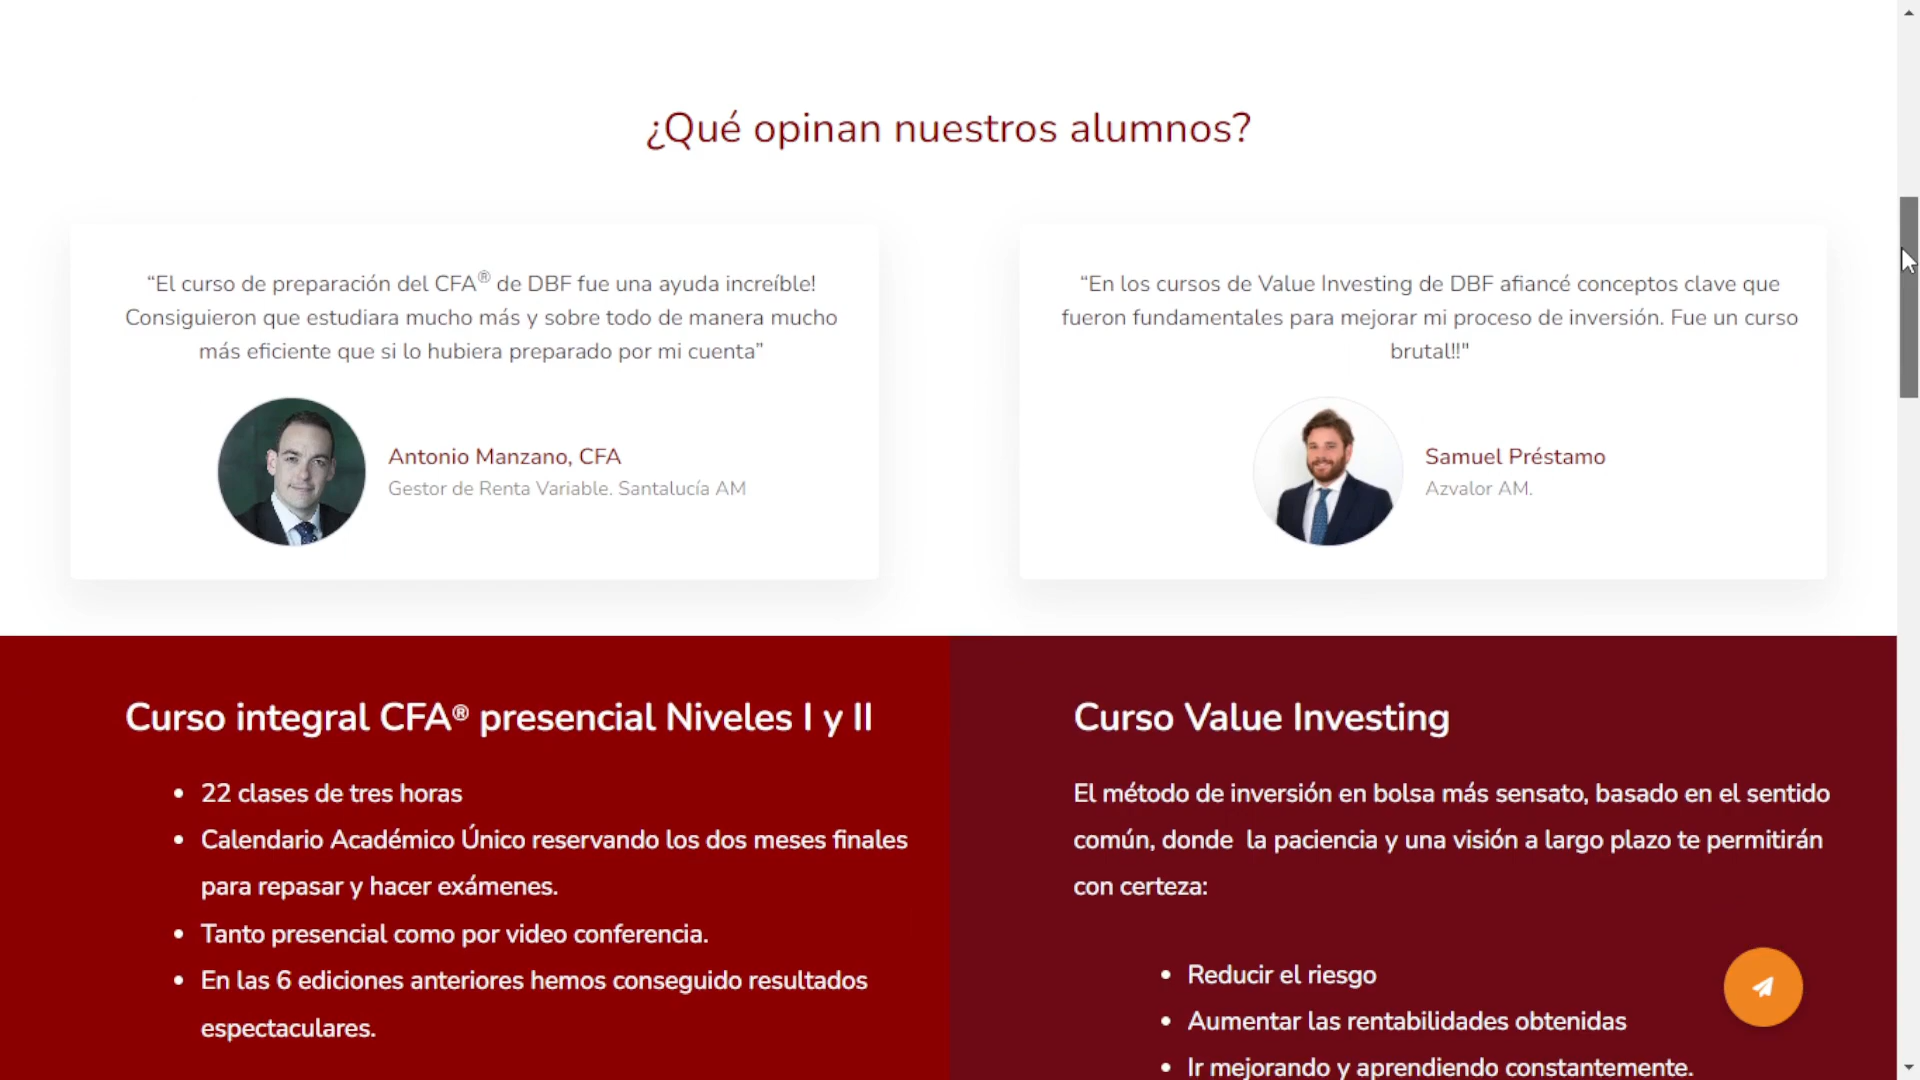 ¿Qué opinan nuestros alumnos?
“El curso de preparación del CFA® de DBF fue una ayuda increíble!
Consiguieron que estudiara mucho más y sobre todo de manera mucho
más eficiente que si lo hubiera preparado por mi cuenta”
Antonio Manzano, CFA
Gestor de Renta Variable. Santalucía AM
“En los cursos de Value Investing de DBF afiancé conceptos clave que
fueron fundamentales para mejorar mi proceso de inversión. Fue un curso
brutal!!"
Samuel Préstamo
Azvalor AM.
Curso integral CFA® presencial Niveles I y II
• 22 clases de tres horas
• Calendario Académico Único reservando los dos meses finales
para repasar y hacer exámenes.
• Tanto presencial como por video conferencia.
• En las 6 ediciones anteriores hemos conseguido resultados
espectaculares.
Curso Value Investing
El método de inversión en bolsa más sensato, basado en el sentido
común, donde  la paciencia y una visión a largo plazo te permitirán
con certeza:
• Reducir el riesgo
• Aumentar las rentabilidades obtenidas
• Ir mejorando y aprendiendo constantemente.